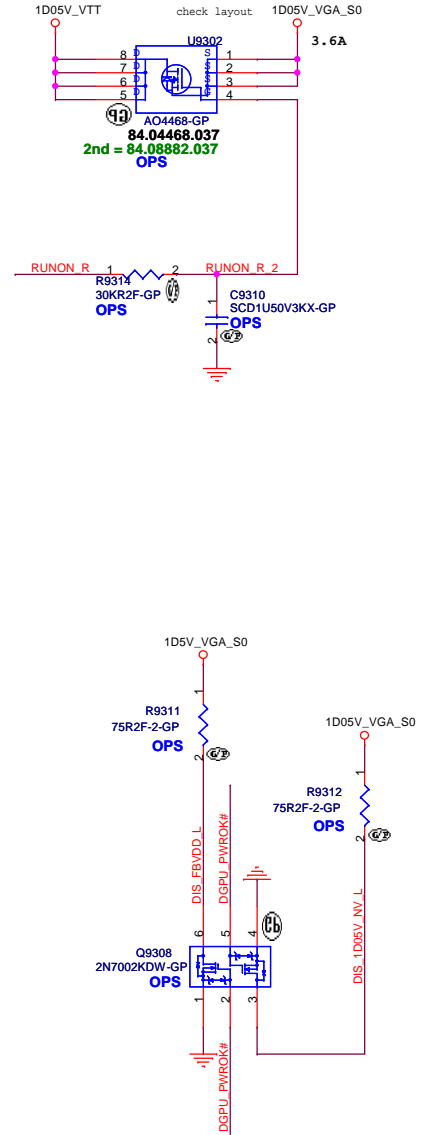 1D05V_VTT
check layout
1D05V_VGA_S0
U9302
3.6A
8 D S 1
7 D S 2
6 D S 3
5 D G 4
AO4468-GP
84.04468.037
2nd = 84.08882.037
OPS
RUNON_R
1
2
RUNON_R_2
R9314
30KR2F-GP
OPS
1
C9310
SCD1U50V3KX-GP
OPS
2
1D5V_VGA_S0
1
R9311
75R2F-2-GP
OPS
2
1D05V_VGA_S0
1
R9312
75R2F-2-GP
OPS
2
DIS_FBVDD_L
DGPU_PWROK#
DIS_1D05V_NV_L
6 5 4
Q9308
2N7002KDW-GP
OPS
1 2 3
DGPU_PWROK#